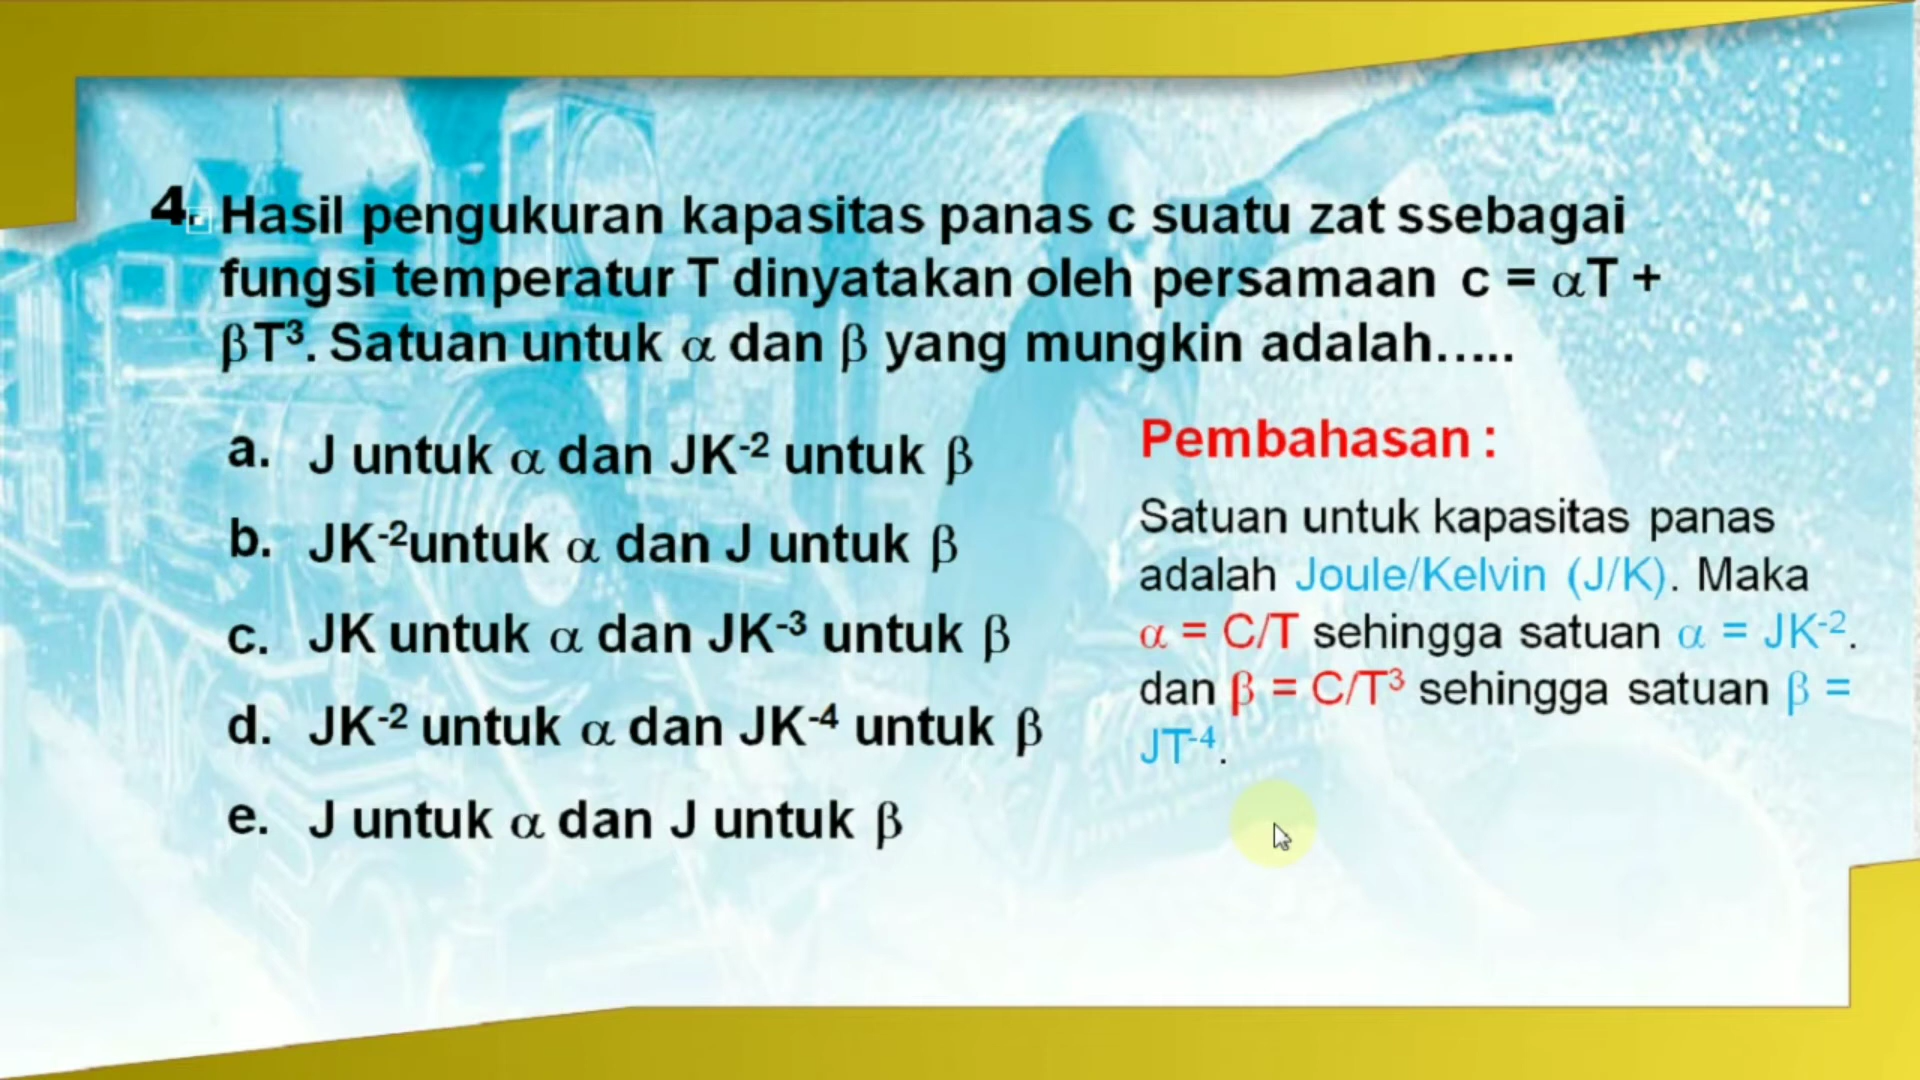 4. Hasil pengukuran kapasitas panas c suatu zat ssebagai
fungsi temperatur T dinyatakan oleh persamaan c = αT +
βT³. Satuan untuk α dan β yang mungkin adalah.....
a. J untuk α dan JK⁻² untuk β
b. JK⁻²untuk α dan J untuk β
c. JK untuk α dan JK⁻³ untuk β
d. JK⁻² untuk α dan JK⁻⁴ untuk β
e. J untuk α dan J untuk β
Pembahasan :
Satuan untuk kapasitas panas
adalah Joule/Kelvin (J/K). Maka
α = C/T sehingga satuan α = JK⁻².
dan β = C/T³ sehingga satuan β =
JT⁻⁴.